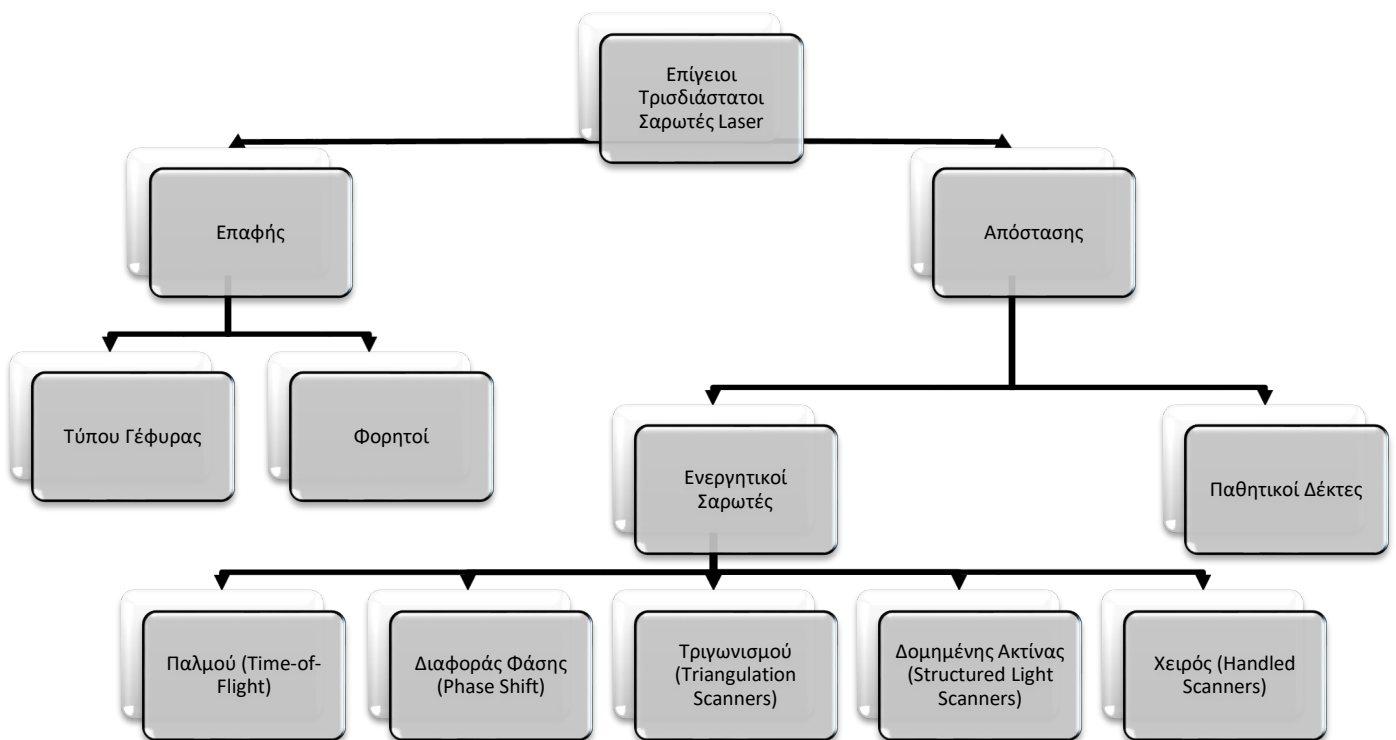 Επίγειοι
Τρισδιάστατοι
Σαρωτές Laser
Επαφής
Απόστασης
Τύπου Γέφυρας
Φορητοί
Ενεργητικοί
Σαρωτές
Παθητικοί Δέκτες
Παλμού (Time-of-
Flight)
Διαφοράς Φάσης
(Phase Shift)
Τριγωνισμού
(Triangulation
Scanners)
Δομημένης Ακτίνας
(Structured Light
Scanners)
Χειρός (Handled
Scanners)